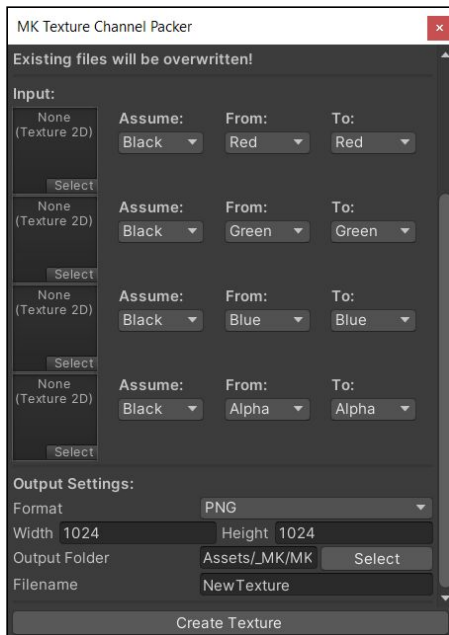 MK Texture Channel Packer
Existing files will be overwritten!
Input:
None
(Texture 2D)
Select
Assume: From: To:
Black Red Red
None
(Texture 2D)
Select
Assume: From: To:
Black Green Green
None
(Texture 2D)
Select
Assume: From: To:
Black Blue Blue
None
(Texture 2D)
Select
Assume: From: To:
Black Alpha Alpha
Output Settings:
Format PNG
Width 1024 Height 1024
Output Folder Assets/_MK/MK Select
Filename NewTexture
Create Texture